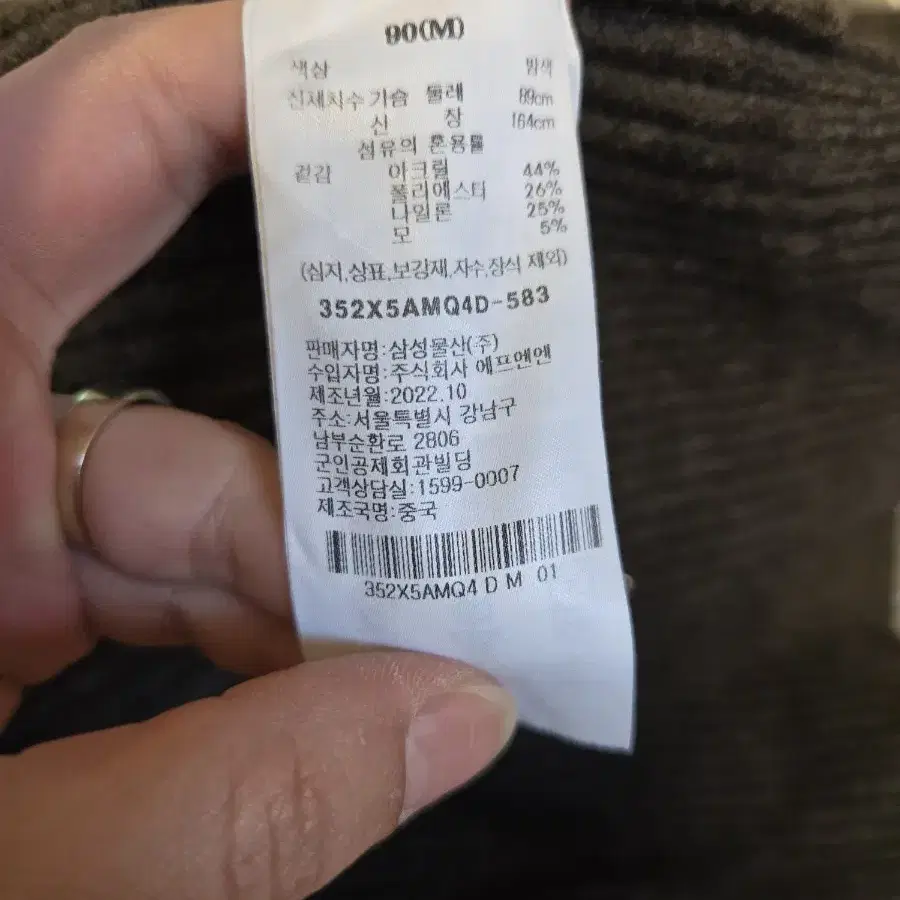 90(M)
색상 밤색
신체치수 가슴 둘레 89cm
신 장 164cm
섬유의 혼용률
겉감 아크릴 44%
폴리에스터 26%
나일론 25%
모 5%
(심지,상표,보강재,자수,장식 제외)
352X5AMQ4D-583
판매자명:삼성물산(주)
수입자명:주식회사 에프엔엔
제조년월:2022.10
주소:서울특별시 강남구
남부순환로 2806
군인공제회관빌딩
고객상담실:1599-0007
제조국명:중국
352X5AMQ4 D M 01